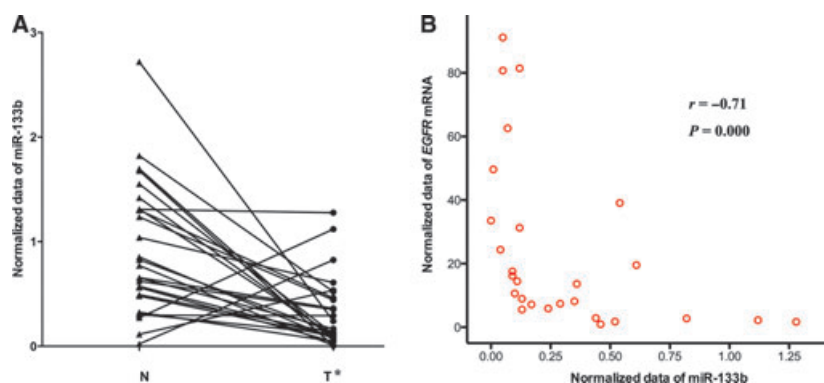 A
Normalized data of miR-133b
3
2
1
0
N
T*
B
Normalized data of EGFR mRNA
80
60
40
20
0
r = –0.71
P = 0.000
0.00 0.25 0.50 0.75 1.00 1.25
Normalized data of miR-133b